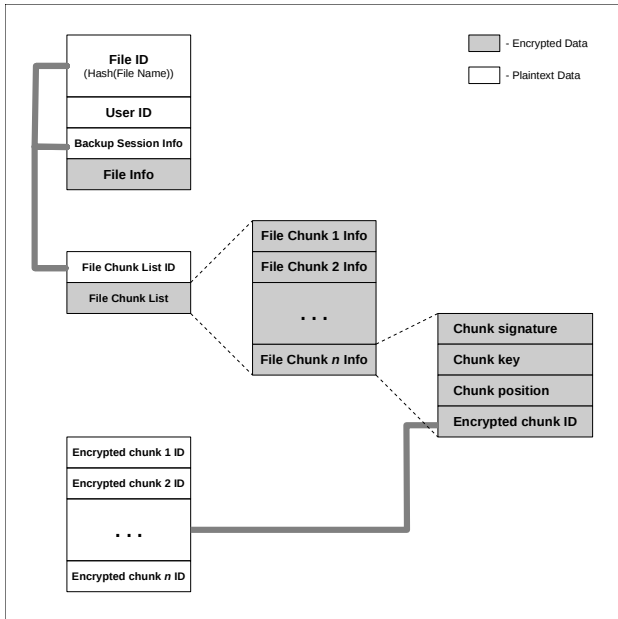 File ID
(Hash(File Name))
User ID
Backup Session Info
File Info
- Encrypted Data
- Plaintext Data
File Chunk List ID
File Chunk List
File Chunk 1 Info
File Chunk 2 Info
. . .
File Chunk n Info
Chunk signature
Chunk key
Chunk position
Encrypted chunk ID
Encrypted chunk 1 ID
Encrypted chunk 2 ID
. . .
Encrypted chunk n ID